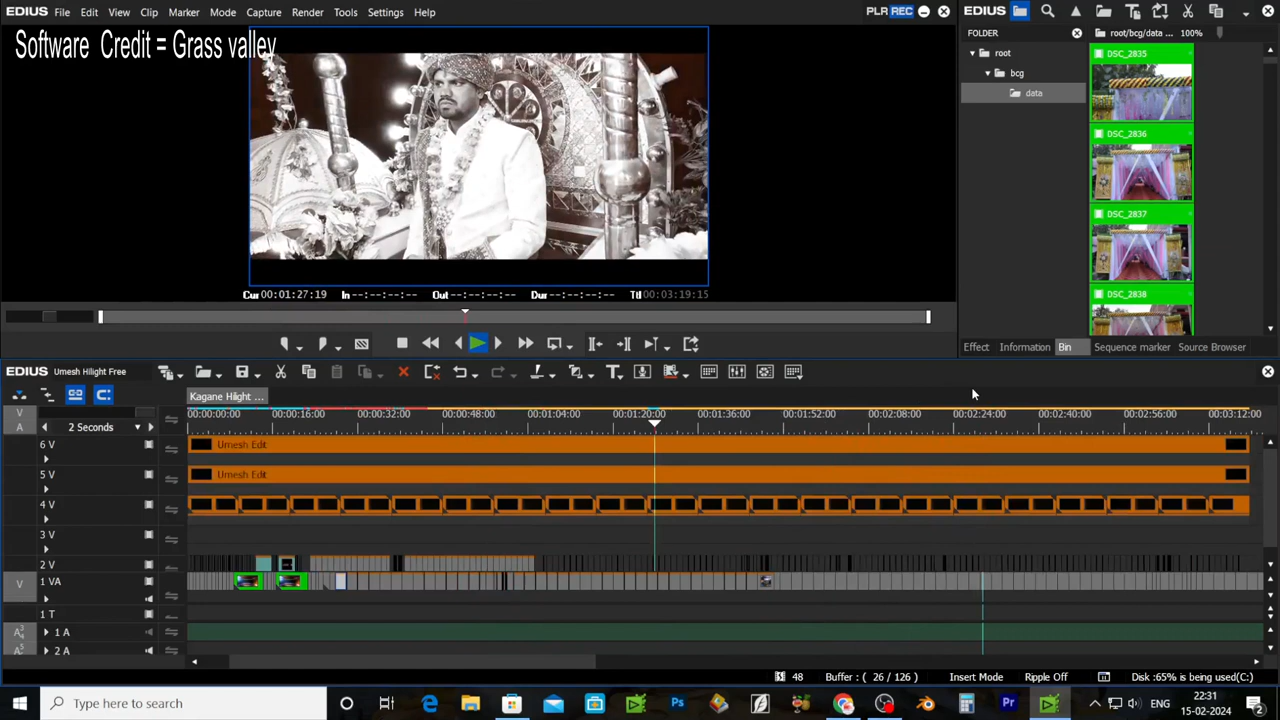 EDIUS File Edit View Clip Marker Mode Capture Render Tools Settings Help PLR REC
Software Credit = Grass valley
Cur 00:01:27:19 In --:--:--:-- Out --:--:--:-- Dur --:--:--:-- Ttl 00:03:19:15
EDIUS
FOLDER root/bcg/data ... 100%
root
bcg
data
DSC_2835
DSC_2836
DSC_2837
DSC_2838
Effect Information Bin Sequence marker Source Browser
EDIUS Umesh Hilight Free
Kagane Hilight ...
V
A
00:00:00:00 00:00:16:00 00:00:32:00 00:00:48:00 00:01:04:00 00:01:20:00 00:01:36:00 00:01:52:00 00:02:08:00 00:02:24:00 00:02:40:00 00:02:56:00 00:03:12:00
2 Seconds
6 V Umesh Edit
5 V Umesh Edit
4 V
3 V
2 V
V 1 VA
1 T
1 A
2 A
48 Buffer : ( 26 / 126 ) Insert Mode Ripple Off Disk :65% is being used(C:)
Type here to search
Ps
Pr
ENG
22:31
15-02-2024
2